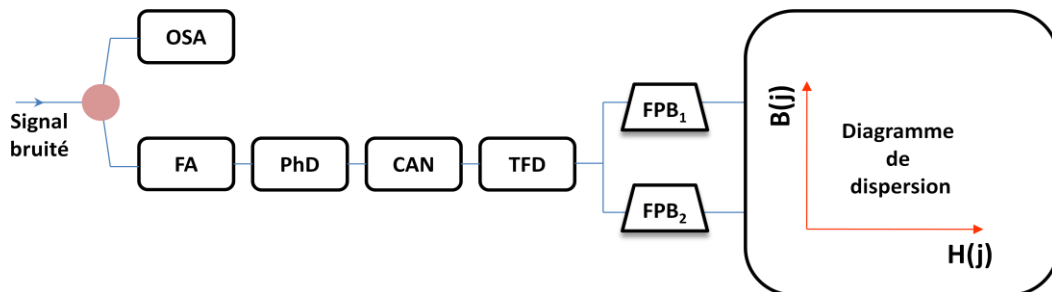 OSA
Signal
bruité
FA
PhD
CAN
TFD
FPB₁
FPB₂
B(j)
Diagramme
de
dispersion
H(j)